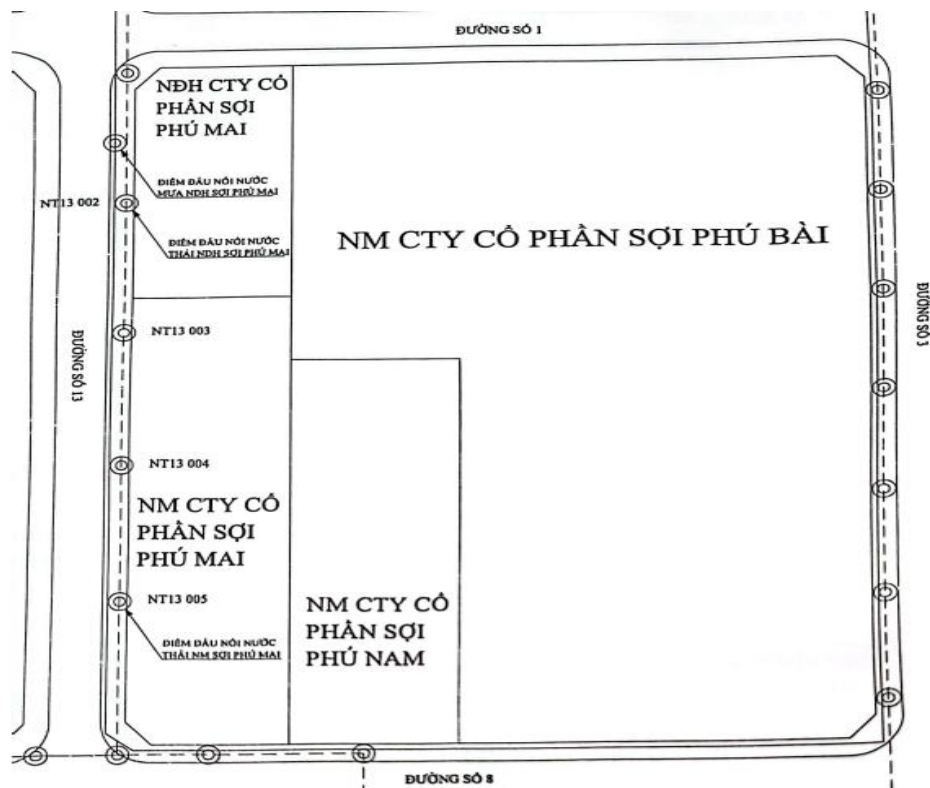 ĐƯỜNG SỐ 1
NĐH CTY CỔ
PHẦN SỢI
PHÚ MAI
ĐIỂM ĐẤU NỐI NƯỚC
MƯA NDH SỢI PHÚ MAI
NT13 002
ĐIỂM ĐẤU NỐI NƯỚC
THẢI NDH SỢI PHÚ MAI
NM CTY CỔ PHẦN SỢI PHÚ BÀI
ĐƯỜNG SỐ 3
ĐƯỜNG SỐ 13
NT13 003
NT13 004
NM CTY CỔ
PHẦN SỢI
PHÚ MAI
NT13 005
ĐIỂM ĐẤU NỐI NƯỚC
THẢI NM SỢI PHÚ MAI
NM CTY CỔ
PHẦN SỢI
PHÚ NAM
ĐƯỜNG SỐ 8